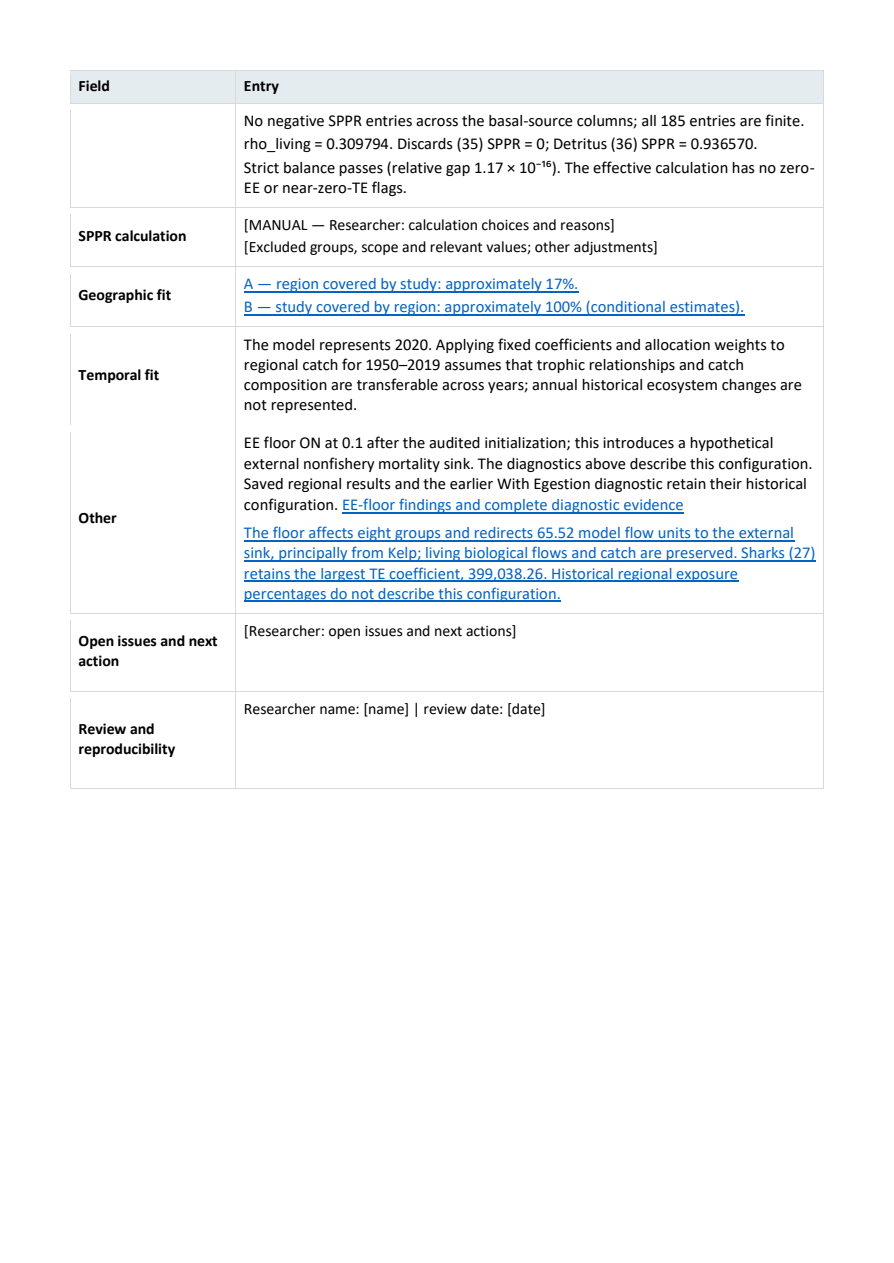 Field Entry
No negative SPPR entries across the basal-source columns; all 185 entries are finite.
rho_living = 0.309794. Discards (35) SPPR = 0; Detritus (36) SPPR = 0.936570.
Strict balance passes (relative gap 1.17 × 10⁻¹⁶). The effective calculation has no zero-
EE or near-zero-TE flags.
SPPR calculation
[MANUAL — Researcher: calculation choices and reasons]
[Excluded groups, scope and relevant values; other adjustments]
Geographic fit
A — region covered by study: approximately 17%.
B — study covered by region: approximately 100% (conditional estimates).
Temporal fit
The model represents 2020. Applying fixed coefficients and allocation weights to
regional catch for 1950–2019 assumes that trophic relationships and catch
composition are transferable across years; annual historical ecosystem changes are
not represented.
Other
EE floor ON at 0.1 after the audited initialization; this introduces a hypothetical
external nonfishery mortality sink. The diagnostics above describe this configuration.
Saved regional results and the earlier With Egestion diagnostic retain their historical
configuration. EE-floor findings and complete diagnostic evidence
The floor affects eight groups and redirects 65.52 model flow units to the external
sink, principally from Kelp; living biological flows and catch are preserved. Sharks (27)
retains the largest TE coefficient, 399,038.26. Historical regional exposure
percentages do not describe this configuration.
Open issues and next
action
[Researcher: open issues and next actions]
Review and
reproducibility
Researcher name: [name] | review date: [date]